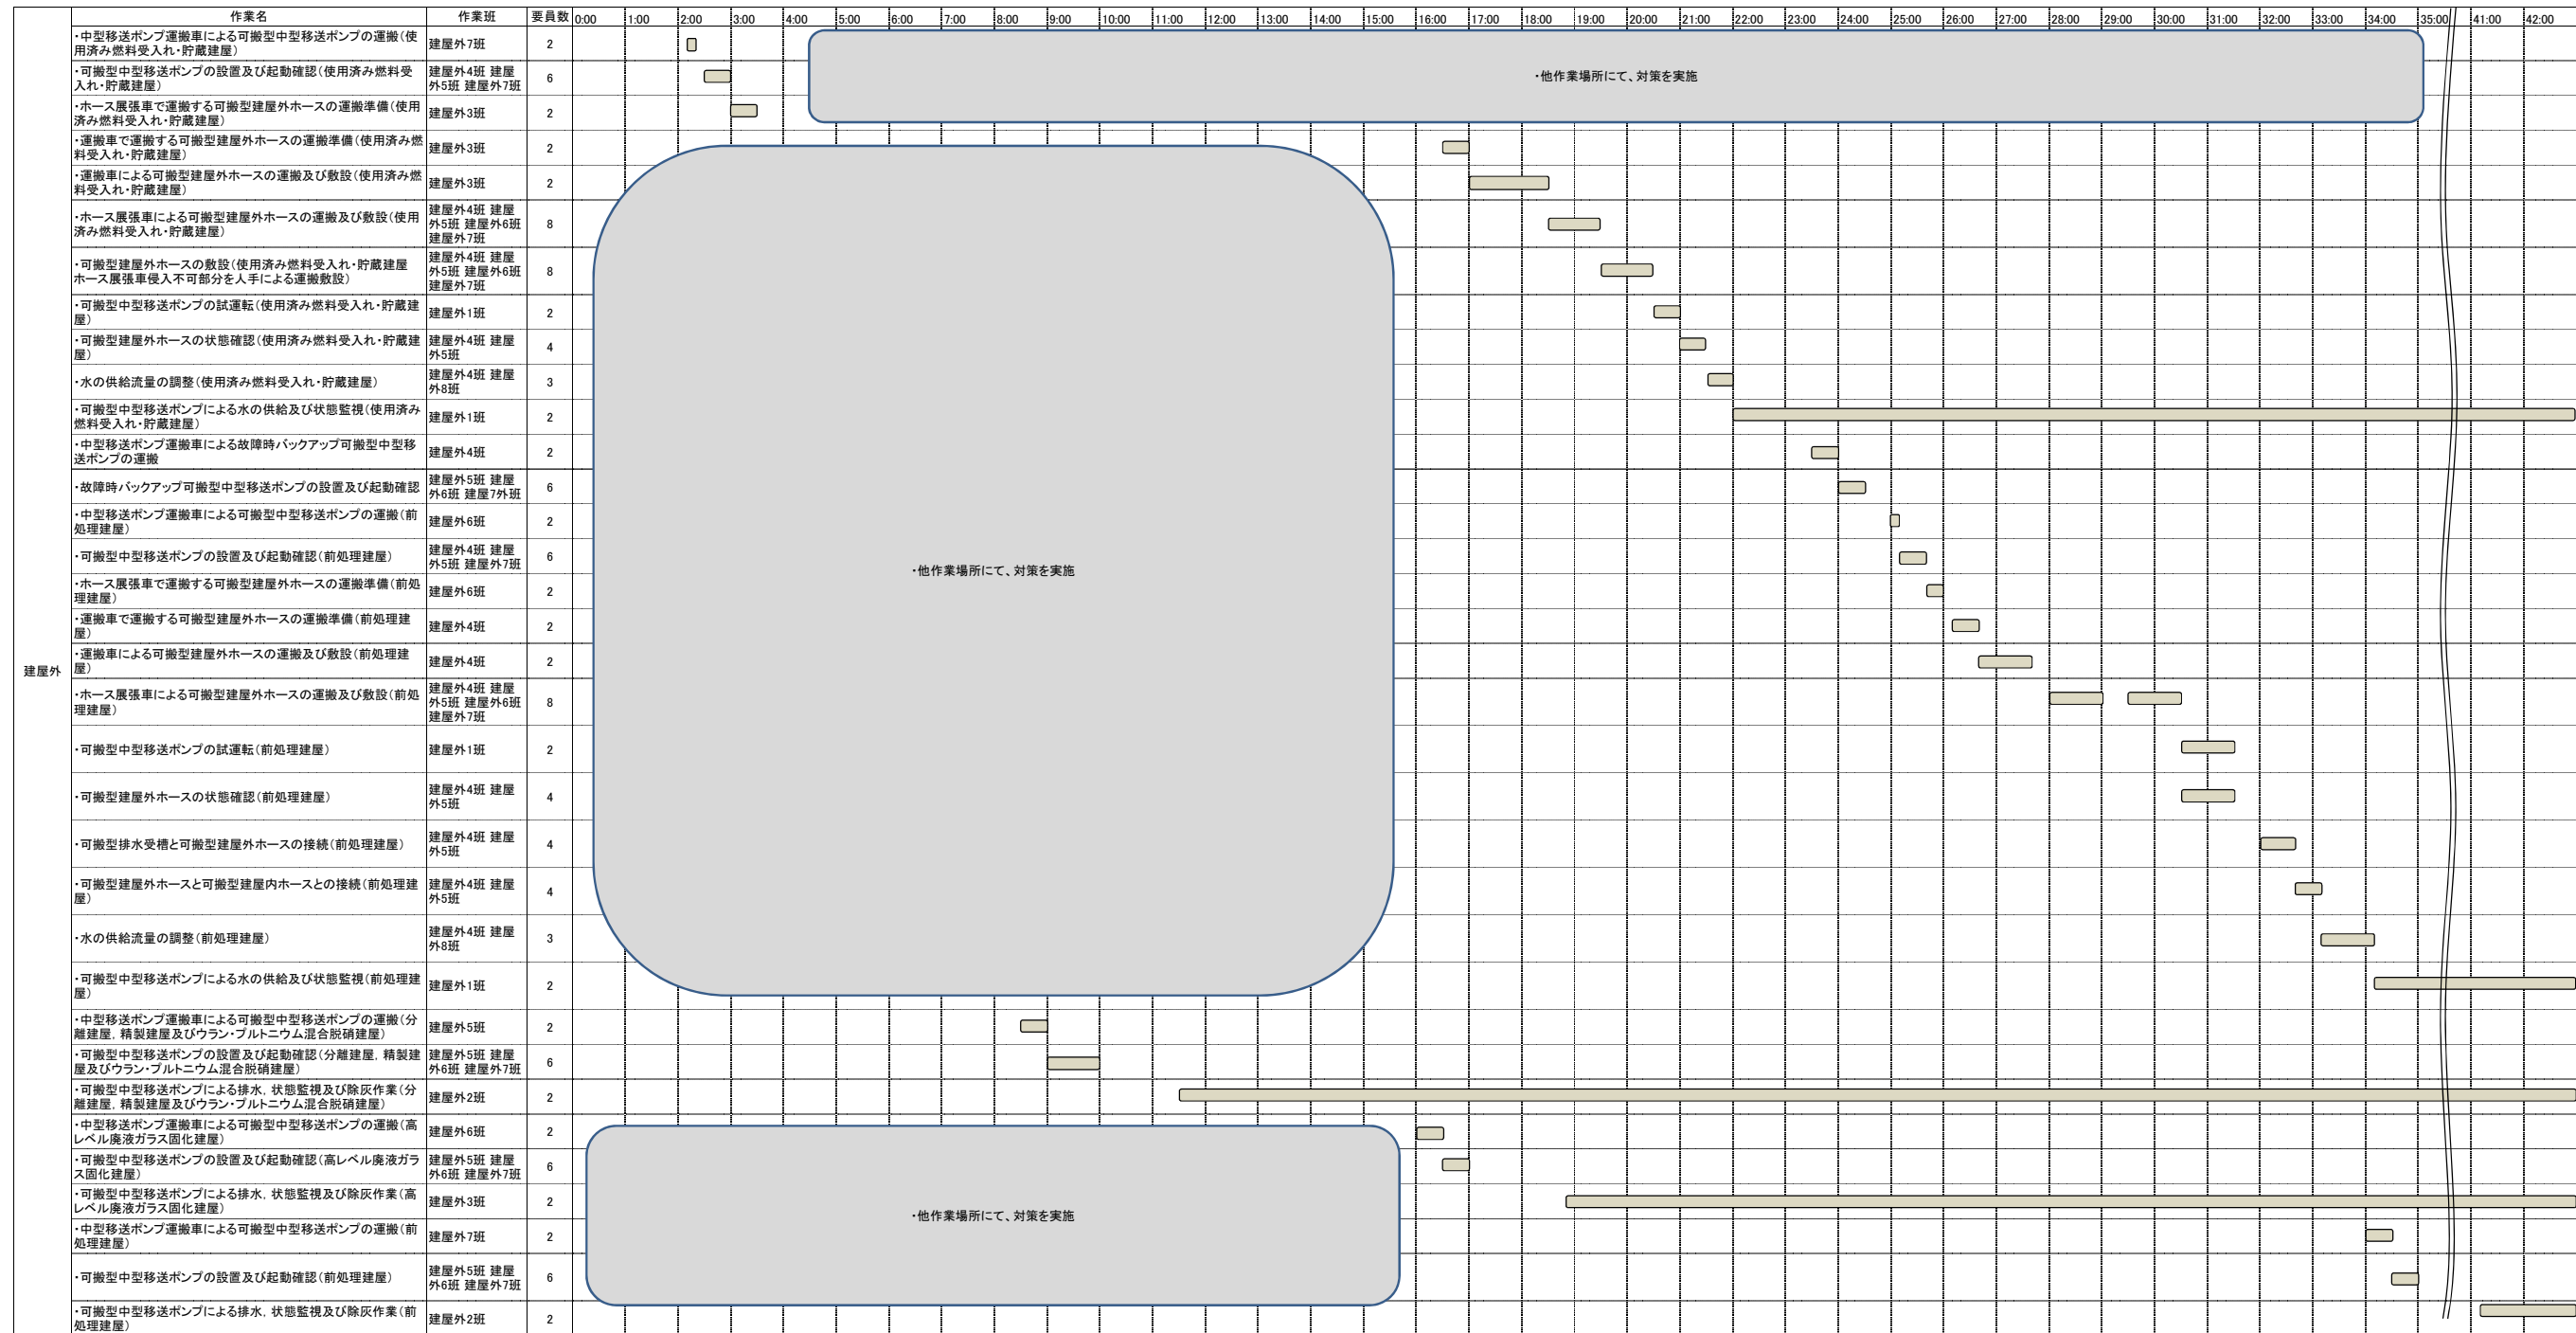 作業名 作業班 要員数 0:00 1:00 2:00 3:00 4:00 5:00 6:00 7:00 8:00 9:00 10:00 11:00 12:00 13:00 14:00 15:00 16:00 17:00 18:00 19:00 20:00 21:00 22:00 23:00 24:00 25:00 26:00 27:00 28:00 29:00 30:00 31:00 32:00 33:00 34:00 35:00 41:00 42:00
建屋外
・中型移送ポンプ運搬車による可搬型中型移送ポンプの運搬(使
用済み燃料受入れ・貯蔵建屋)
建屋外7班
2
・可搬型中型移送ポンプの設置及び起動確認(使用済み燃料受
入れ・貯蔵建屋)
建屋外4班 建屋
外5班 建屋外7班
6
・他作業場所にて、対策を実施
・ホース展張車で運搬する可搬型建屋外ホースの運搬準備(使用
済み燃料受入れ・貯蔵建屋)
建屋外3班
2
・運搬車で運搬する可搬型建屋外ホースの運搬準備(使用済み燃
料受入れ・貯蔵建屋)
建屋外3班
2
・運搬車による可搬型建屋外ホースの運搬及び敷設(使用済み燃
料受入れ・貯蔵建屋)
建屋外3班
2
・ホース展張車による可搬型建屋外ホースの運搬及び敷設(使用
済み燃料受入れ・貯蔵建屋)
建屋外4班 建屋
外5班 建屋外6班
建屋外7班
8
・可搬型建屋外ホースの敷設(使用済み燃料受入れ・貯蔵建屋
ホース展張車侵入不可部分を人手による運搬敷設)
建屋外4班 建屋
外5班 建屋外6班
建屋外7班
8
・可搬型中型移送ポンプの試運転(使用済み燃料受入れ・貯蔵建
屋)
建屋外1班
2
・可搬型建屋外ホースの状態確認(使用済み燃料受入れ・貯蔵建
屋)
建屋外4班 建屋
外5班
4
・水の供給流量の調整(使用済み燃料受入れ・貯蔵建屋)
建屋外4班 建屋
外8班
3
・可搬型中型移送ポンプによる水の供給及び状態監視(使用済み
燃料受入れ・貯蔵建屋)
建屋外1班
2
・中型移送ポンプ運搬車による故障時バックアップ可搬型中型移
送ポンプの運搬
建屋外4班
2
・故障時バックアップ可搬型中型移送ポンプの設置及び起動確認
建屋外5班 建屋
外6班 建屋7外班
6
・中型移送ポンプ運搬車による可搬型中型移送ポンプの運搬(前
処理建屋)
建屋外6班
2
・可搬型中型移送ポンプの設置及び起動確認(前処理建屋)
建屋外4班 建屋
外5班 建屋外7班
6
・他作業場所にて、対策を実施
・ホース展張車で運搬する可搬型建屋外ホースの運搬準備(前処
理建屋)
建屋外6班
2
・運搬車で運搬する可搬型建屋外ホースの運搬準備(前処理建
屋)
建屋外4班
2
・運搬車による可搬型建屋外ホースの運搬及び敷設(前処理建
屋)
建屋外4班
2
・ホース展張車による可搬型建屋外ホースの運搬及び敷設(前処
理建屋)
建屋外4班 建屋
外5班 建屋外6班
建屋外7班
8
・可搬型中型移送ポンプの試運転(前処理建屋)
建屋外1班
2
・可搬型建屋外ホースの状態確認(前処理建屋)
建屋外4班 建屋
外5班
4
・可搬型排水受槽と可搬型建屋外ホースの接続(前処理建屋)
建屋外4班 建屋
外5班
4
・可搬型建屋外ホースと可搬型建屋内ホースとの接続(前処理建
屋)
建屋外4班 建屋
外5班
4
・水の供給流量の調整(前処理建屋)
建屋外4班 建屋
外8班
3
・可搬型中型移送ポンプによる水の供給及び状態監視(前処理建
屋)
建屋外1班
2
・中型移送ポンプ運搬車による可搬型中型移送ポンプの運搬(分
離建屋, 精製建屋及びウラン・プルトニウム混合脱硝建屋)
建屋外5班
2
・可搬型中型移送ポンプの設置及び起動確認(分離建屋, 精製建
屋及びウラン・プルトニウム混合脱硝建屋)
建屋外5班 建屋
外6班 建屋外7班
6
・可搬型中型移送ポンプによる排水, 状態監視及び除灰作業(分
離建屋, 精製建屋及びウラン・プルトニウム混合脱硝建屋)
建屋外2班
2
・中型移送ポンプ運搬車による可搬型中型移送ポンプの運搬(高
レベル廃液ガラス固化建屋)
建屋外6班
2
・可搬型中型移送ポンプの設置及び起動確認(高レベル廃液ガラ
ス固化建屋)
建屋外5班 建屋
外6班 建屋外7班
6
・可搬型中型移送ポンプによる排水, 状態監視及び除灰作業(高
レベル廃液ガラス固化建屋)
建屋外3班
2
・他作業場所にて、対策を実施
・中型移送ポンプ運搬車による可搬型中型移送ポンプの運搬(前
処理建屋)
建屋外7班
2
・可搬型中型移送ポンプの設置及び起動確認(前処理建屋)
建屋外5班 建屋
外6班 建屋外7班
6
・可搬型中型移送ポンプによる排水, 状態監視及び除灰作業(前
処理建屋)
建屋外2班
2